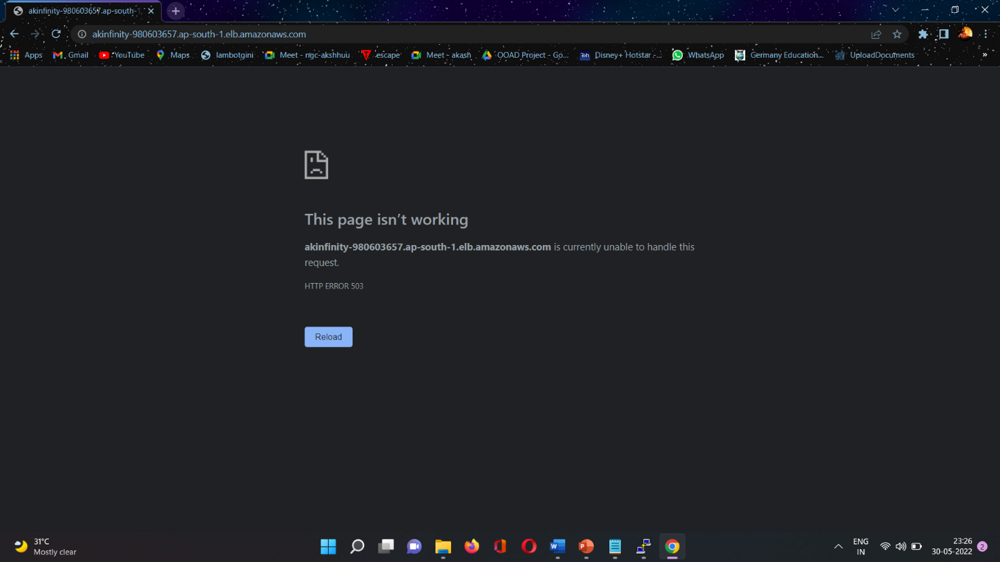 akinfinity-980603657.ap-south-1.
akinfinity-980603657.ap-south-1.elb.amazonaws.com
Apps Gmail YouTube Maps lambotgini Meet - ngc-akshhuu escape Meet - akash OOAD Project - Go... Disney+ Hotstar -... WhatsApp Germany Education... UploadDocuments »
This page isn't working
akinfinity-980603657.ap-south-1.elb.amazonaws.com is currently unable to handle this
request.
HTTP ERROR 503
Reload
31°C
Mostly clear
ENG
IN
23:26
30-05-2022
2